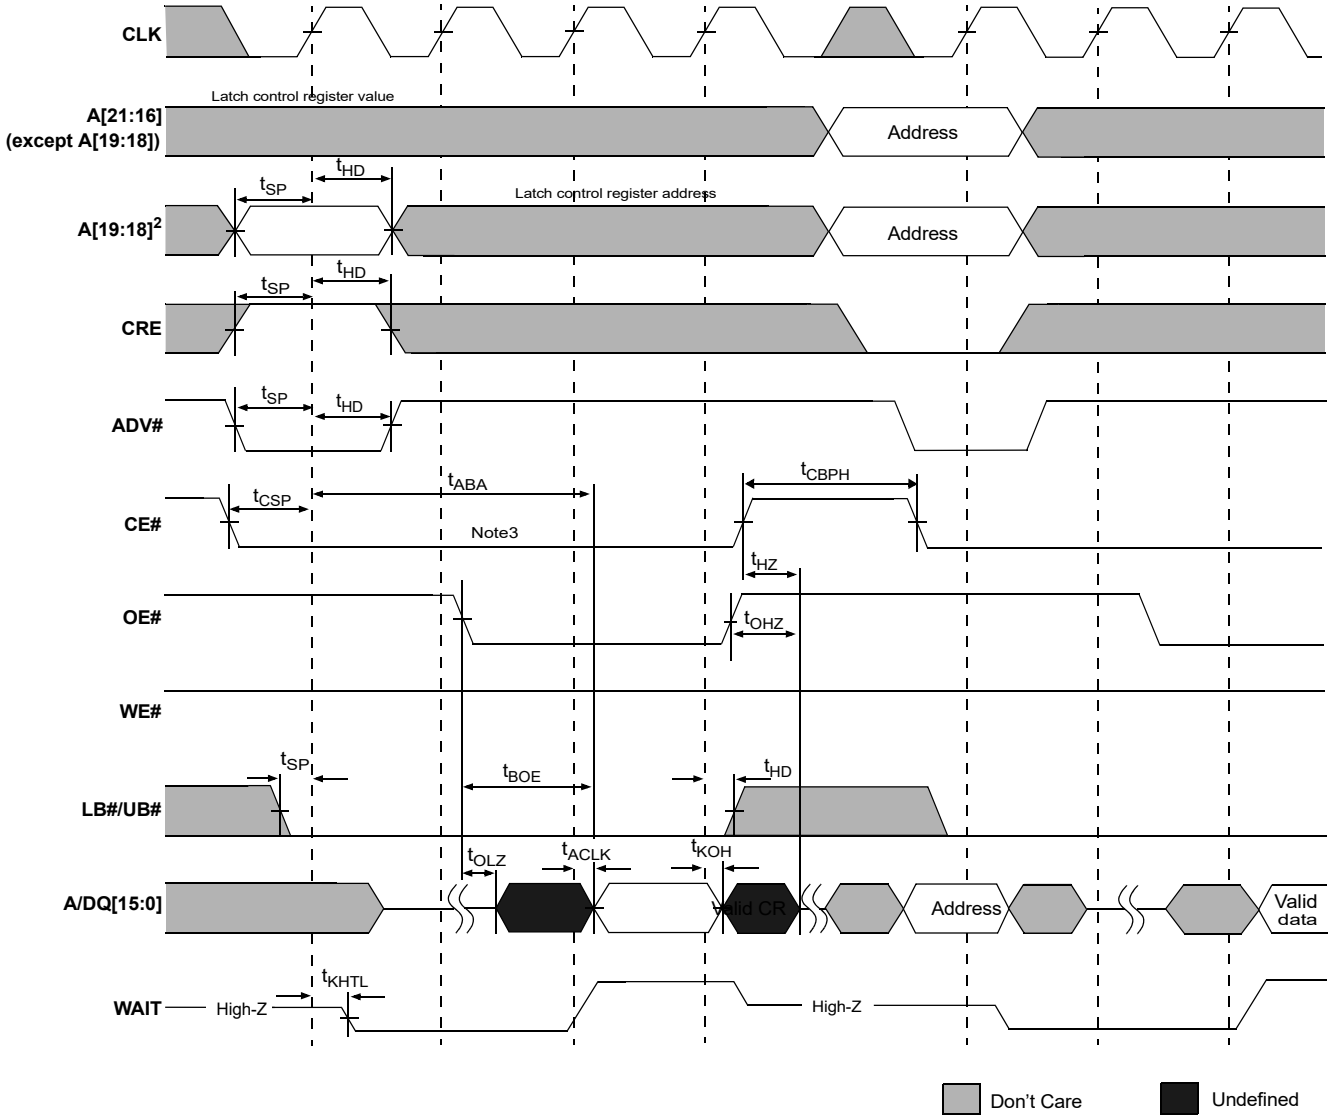 CLK
Latch control register value
A[21:16]
(except A[19:18])
Address
tSP
tHD
Latch control register address
A[19:18]2
Address
tSP
tHD
CRE
tSP
tHD
ADV#
tCSP
tABA
tCBPH
CE#
Note3
tHZ
OE#
tOHZ
WE#
tSP
tBOE
tHD
LB#/UB#
tOLZ
tACLK
tKOH
A/DQ[15:0]
Valid CR
Address
Valid
data
tKHTL
WAIT
High-Z
High-Z
Don't Care
Undefined